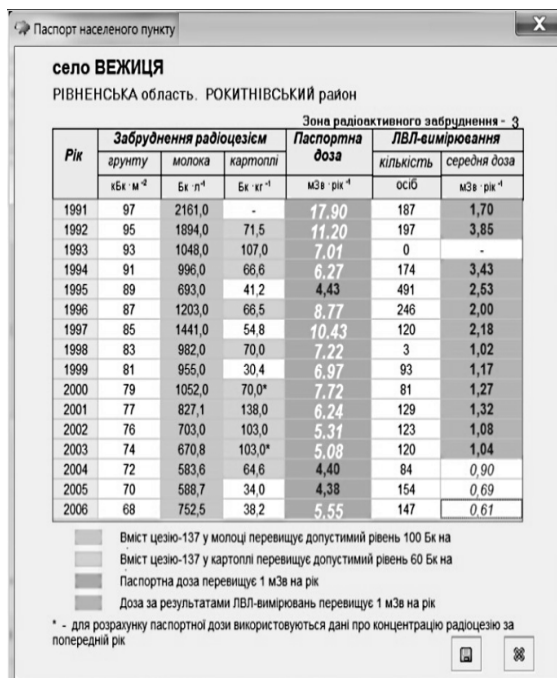 Паспорт населеного пункту
X
село ВЕЖИЦЯ
РІВНЕНСЬКА область. РОКИТНІВСЬКИЙ район
Зона радіоактивного забруднення - 3
Рік Забруднення радіоцезієм Паспортна доза ЛВЛ-вимірювання
грунту молока картоплі кількість середня доза
кБк · м⁻² Бк · л⁻¹ Бк · кг⁻¹ мЗв · рік⁻¹ осіб мЗв · рік⁻¹
1991 97 2161,0 - 17.90 187 1,70
1992 95 1894,0 71,5 11.20 197 3,85
1993 93 1048,0 107,0 7.01 0 -
1994 91 996,0 66,6 6.27 174 3,43
1995 89 693,0 41,2 4,43 491 2,53
1996 87 1203,0 66,5 8.77 246 2,00
1997 85 1441,0 54,8 10.43 120 2,18
1998 83 982,0 70,0 7.22 3 1,02
1999 81 955,0 30,4 6.97 93 1,17
2000 79 1052,0 70,0* 7.72 81 1,27
2001 77 827,1 138,0 6.24 129 1,32
2002 76 703,0 103,0 5.31 123 1,08
2003 74 670,8 103,0* 5.08 120 1,04
2004 72 583,6 64,6 4,40 84 0,90
2005 70 588,7 34,0 4,38 154 0,69
2006 68 752,5 38,2 5.55 147 0,61
Вміст цезію-137 у молоці перевищує допустимий рівень 100 Бк на
Вміст цезію-137 у картоплі перевищує допустимий рівень 60 Бк на
Паспортна доза перевищує 1 мЗв на рік
Доза за результатами ЛВЛ-вимірювань перевищує 1 мЗв на рік
* - для розрахунку паспортної дози використовуються дані про концентрацію радіоцезію за
попередній рік